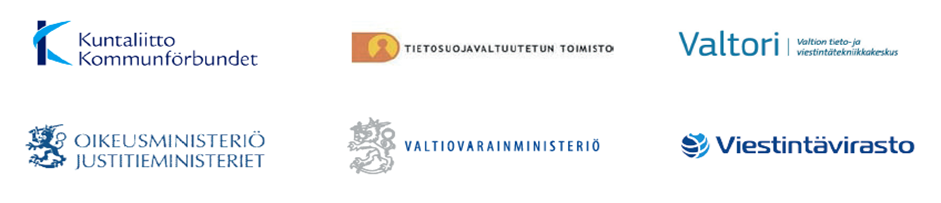 Kuntaliitto
Kommunförbundet
TIETOSUOJAVALTUUTETUN TOIMISTO
Valtori
Valtion tieto- ja
viestintätekniikkakeskus
OIKEUSMINISTERIÖ
JUSTITIEMINISTERIET
VALTIOVARAINMINISTERIÖ
Viestintävirasto